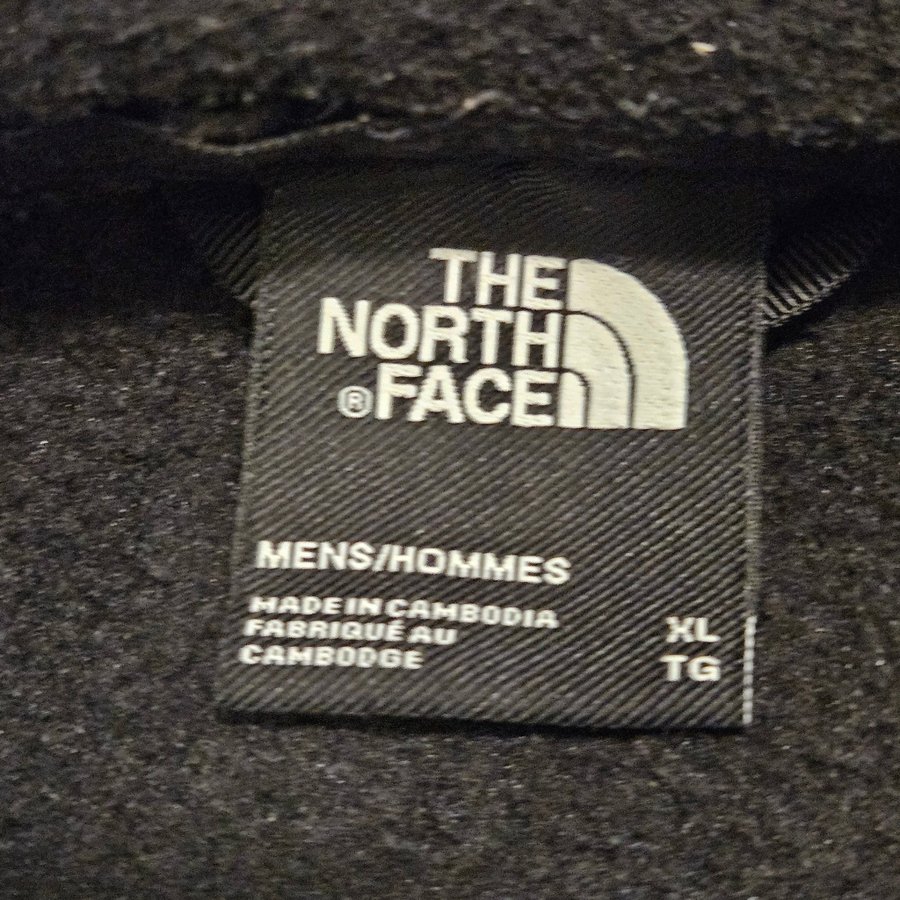 THE
NORTH
®FACE
MENS/HOMMES
MADE IN CAMBODIA
FABRIQUÉ AU
CAMBODGE
XL
TG